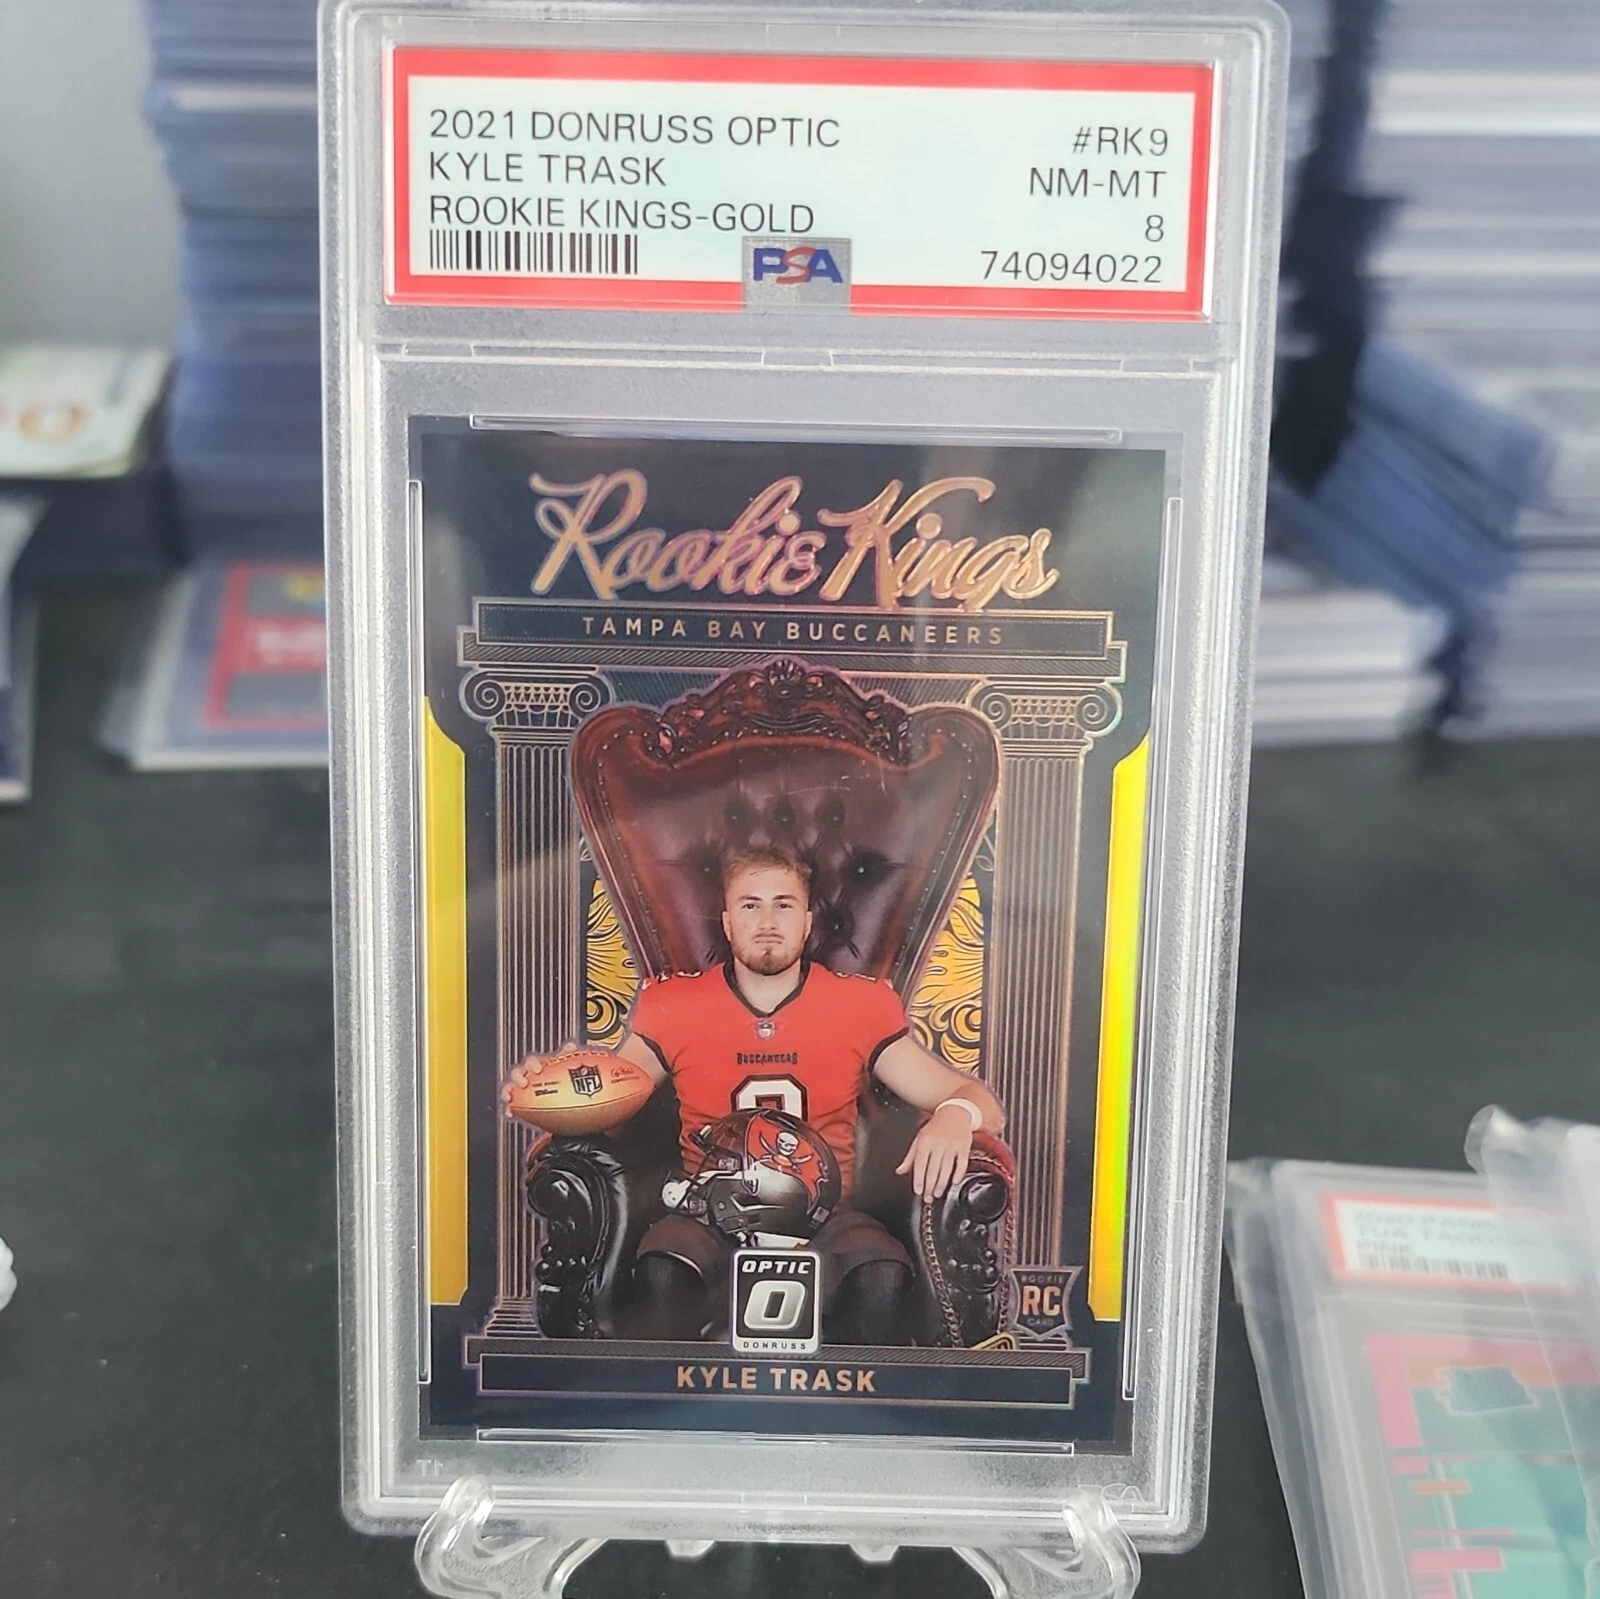 2021 DONRUSS OPTIC #RK9
KYLE TRASK NM-MT
ROOKIE KINGS-GOLD 8
PSA 74094022
Rookie Kings
TAMPA BAY BUCCANEERS
BUCCANEERS
NFL
OPTIC
O
DONRUSS
ROOKIE
RC
CARD
KYLE TRASK
PINK